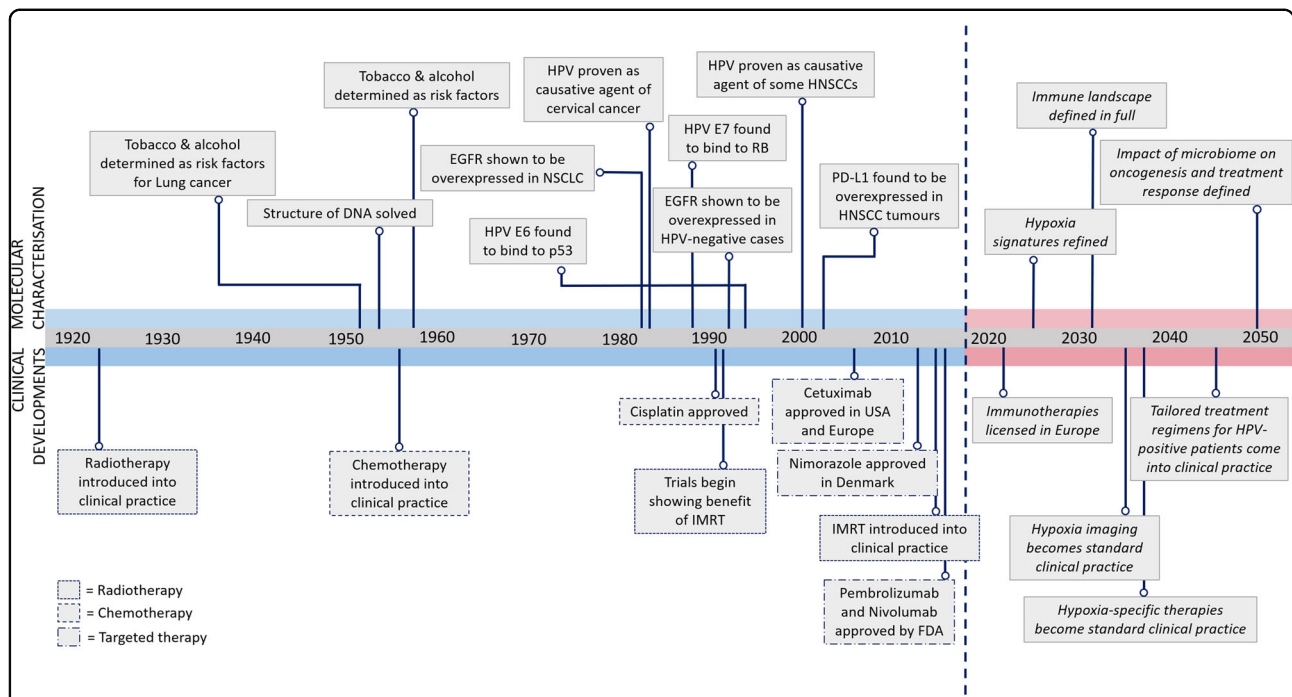 Tobacco & alcohol
determined as risk factors
for Lung cancer
Structure of DNA solved
Tobacco & alcohol
determined as risk factors
EGFR shown to be
overexpressed in NSCLC
HPV E6 found
to bind to p53
HPV proven as
causative agent of
cervical cancer
HPV E7 found
to bind to RB
EGFR shown to be
overexpressed in
HPV-negative cases
HPV proven as causative
agent of some HNSCCs
PD-L1 found to be
overexpressed in
HNSCC tumours
Immune landscape
defined in full
Hypoxia
signatures refined
Impact of microbiome on
oncogenesis and treatment
response defined
MOLECULAR
CHARACTERISATION
1920 1930 1940 1950 1960 1970 1980 1990 2000 2010 2020 2030 2040 2050
CLINICAL
DEVELOPMENTS
Radiotherapy
introduced into
clinical practice
Chemotherapy
introduced into
clinical practice
Cisplatin approved
Trials begin
showing benefit
of IMRT
Cetuximab
approved in USA
and Europe
Nimorazole approved
in Denmark
IMRT introduced into
clinical practice
Pembrolizumab
and Nivolumab
approved by FDA
Immunotherapies
licensed in Europe
Tailored treatment
regimens for HPV-
positive patients come
into clinical practice
Hypoxia imaging
becomes standard
clinical practice
Hypoxia-specific therapies
become standard clinical practice
= Radiotherapy
= Chemotherapy
= Targeted therapy